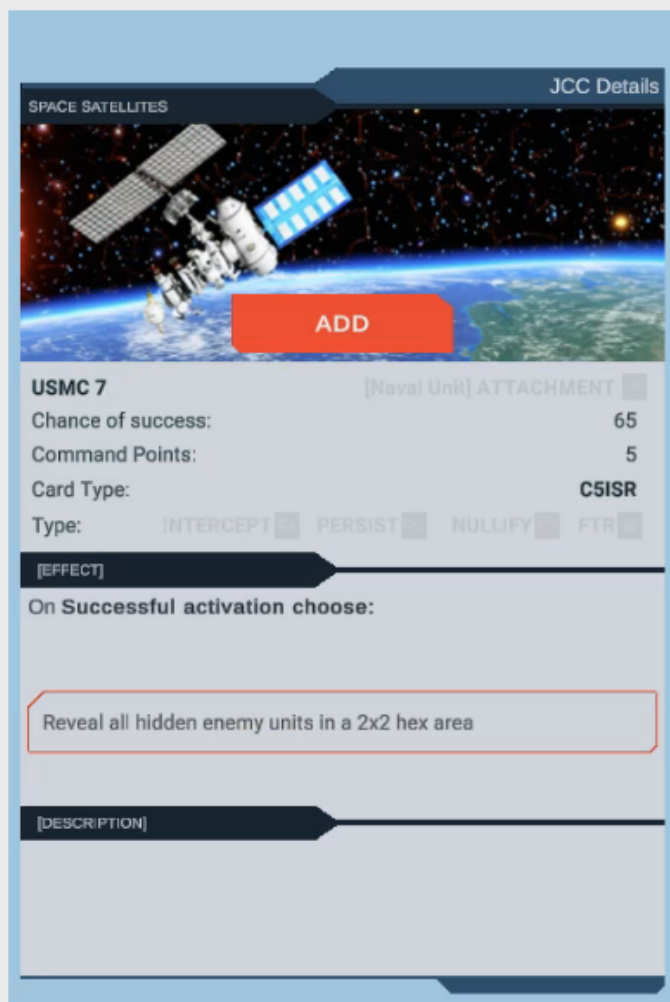 JCC Details
SPACE SATELLITES
ADD
USMC 7 [Naval Unit] ATTACHMENT
Chance of success: 65
Command Points: 5
Card Type: C5ISR
Type: INTERCEPT PERSIST NULLIFY FTR
[EFFECT]
On Successful activation choose:
Reveal all hidden enemy units in a 2x2 hex area
[DESCRIPTION]